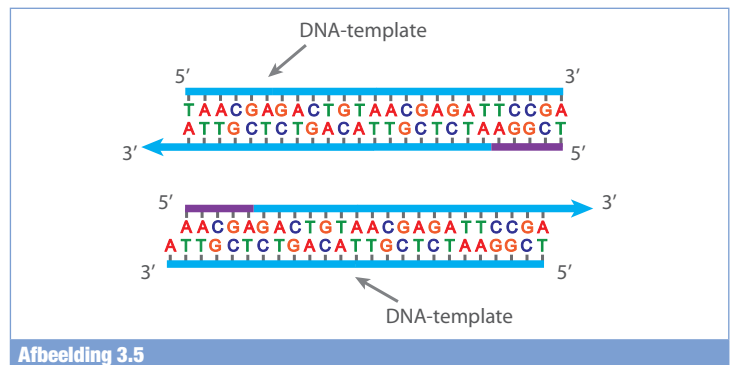 DNA-template
5′ 3′
TAACGAGACTGTAACGAGATTCCGA
ATTGCTCTGACATTGCTCTAAGGCT
3′ 5′
5′ 3′
AACGAGACTGTAACGAGATTCCGA
ATTGCTCTGACATTGCTCTAAGGCT
3′ 5′
DNA-template
Afbeelding 3.5